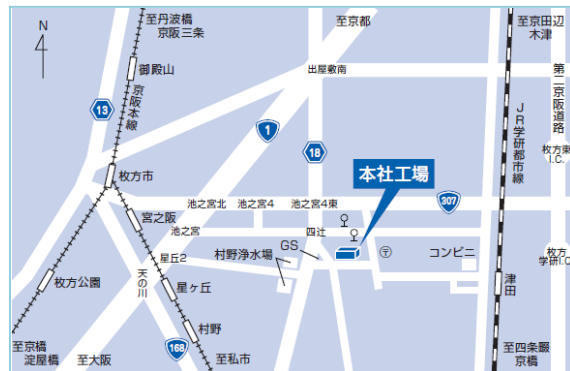 至丹波橋
京阪三条
至京都
至京田辺
木津
N
御殿山
出屋敷南
第二京阪道路
京阪本線
13
1
18
JR学研都市線
枚方東
I.C.
本社工場
枚方市
307
池之宮北
池之宮4
池之宮4東
宮之阪
池之宮
四辻
星丘2
村野浄水場
GS
〒
コンビニ
枚方
学研I.C.
天の川
枚方公園
星ヶ丘
津田
村野
至京橋
淀屋橋
168
至大阪
至私市
至四条畷
京橋